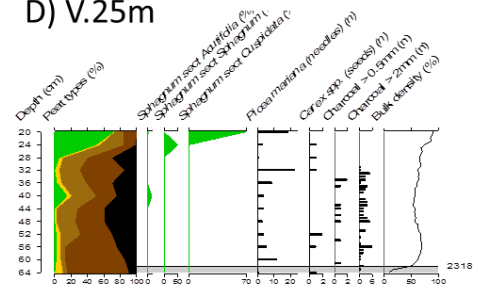 D) V.25m
Depth (cm)
Peat types (%)
Sphagnum sect Acutifolia (%)
Sphagnum sect Sphagnum (
Sphagnum sect Cuspidata (
Picea mariana (needles) (n)
Carex spp. (seeds) (n)
Charcoal > 0.5mm (n)
Charcoal > 2mm (n)
Bulk density (%)
20
24
28
32
36
40
44
48
52
56
60
64
2318
0 20 40 60 80 100 0 0 50 0 70 0 10 20 0 2 0 2 0 6 0 50 100